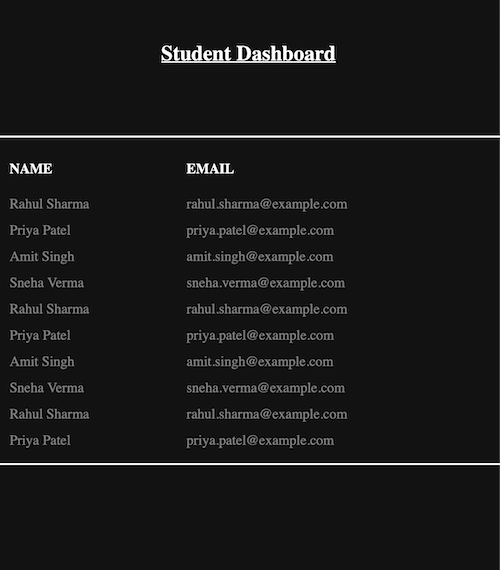 Student Dashboard
NAME EMAIL
Rahul Sharma rahul.sharma@example.com
Priya Patel priya.patel@example.com
Amit Singh amit.singh@example.com
Sneha Verma sneha.verma@example.com
Rahul Sharma rahul.sharma@example.com
Priya Patel priya.patel@example.com
Amit Singh amit.singh@example.com
Sneha Verma sneha.verma@example.com
Rahul Sharma rahul.sharma@example.com
Priya Patel priya.patel@example.com